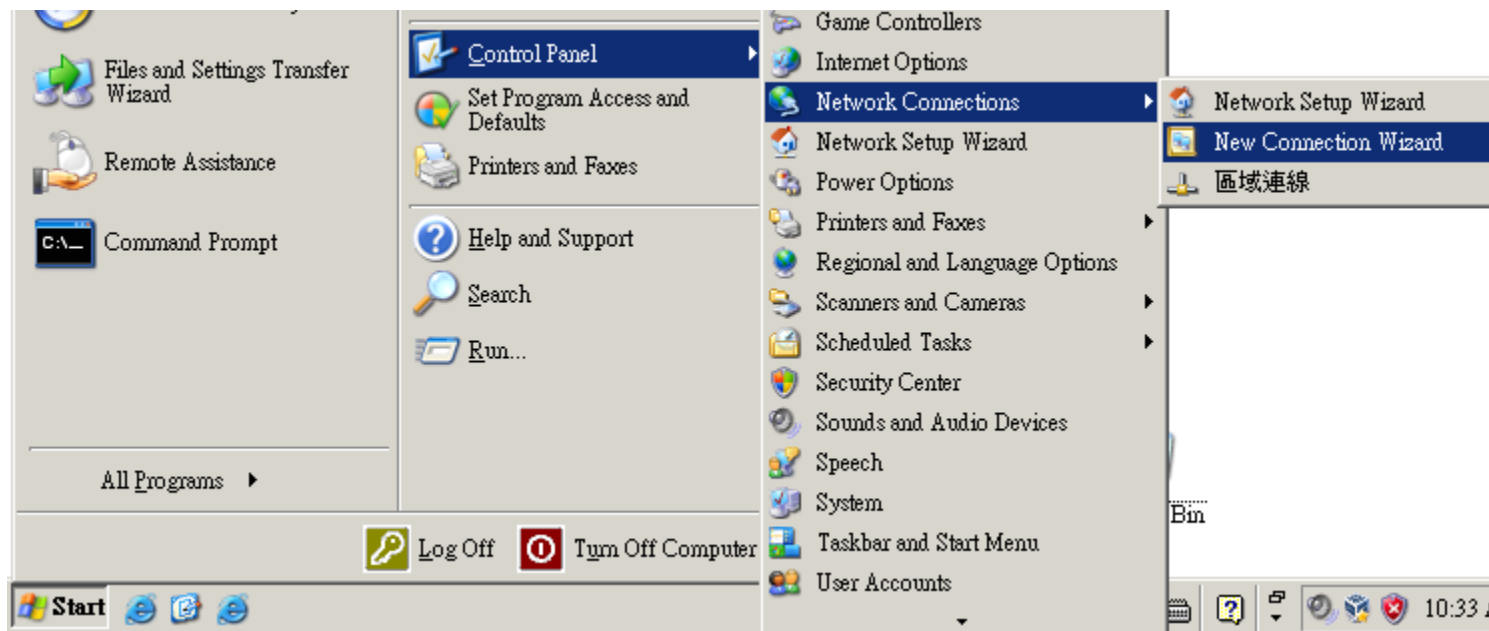 Files and Settings Transfer
Wizard
Remote Assistance
C:\_
Command Prompt
All Programs
Control Panel
Set Program Access and
Defaults
Printers and Faxes
Help and Support
Search
Run...
Log Off
Turn Off Computer
Game Controllers
Internet Options
Network Connections
Network Setup Wizard
Power Options
Printers and Faxes
Regional and Language Options
Scanners and Cameras
Scheduled Tasks
Security Center
Sounds and Audio Devices
Speech
System
Taskbar and Start Menu
User Accounts
Network Setup Wizard
New Connection Wizard
區域連線
Bin
Start
10:33